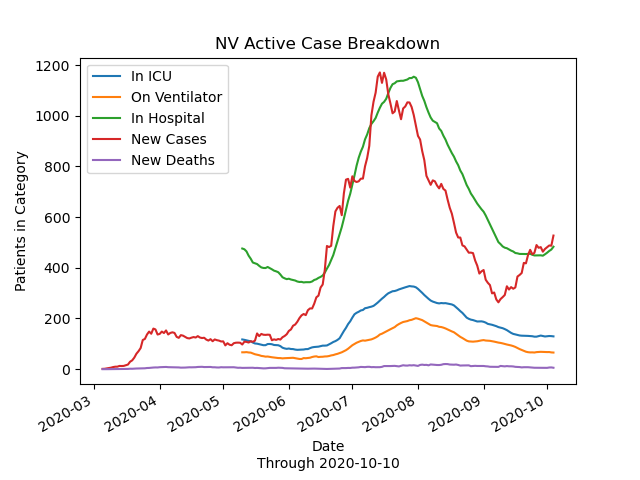 NV Active Case Breakdown
In ICU
On Ventilator
In Hospital
New Cases
New Deaths
Patients in Category
1200
1000
800
600
400
200
0
2020-03
2020-04
2020-05
2020-06
2020-07
2020-08
2020-09
2020-10
Date
Through 2020-10-10